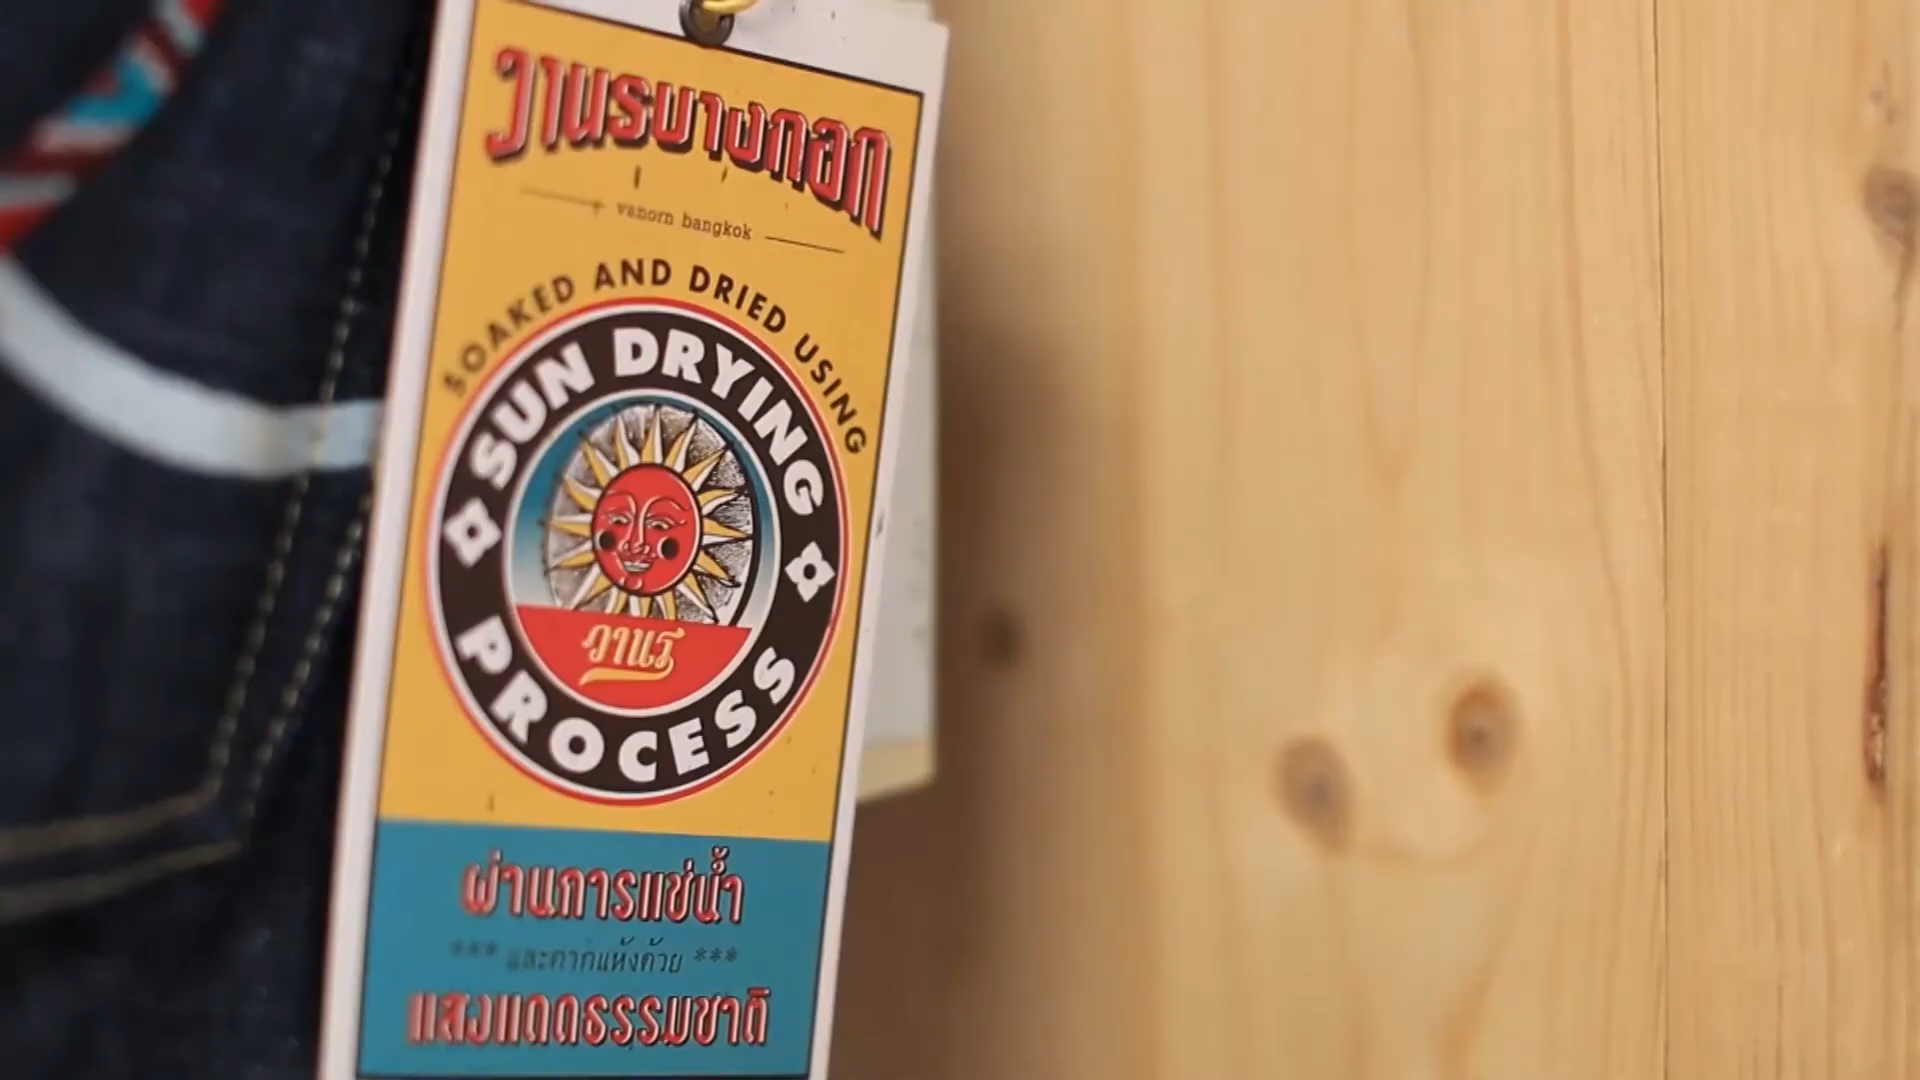 วานรบางกอก
vanorn bangkok
SOAKED AND DRIED USING
SUN DRYING
วานร
PROCESS
ผ่านการแช่น้ำ
*** และตากแห้งด้วย ***
แสงแดดธรรมชาติ